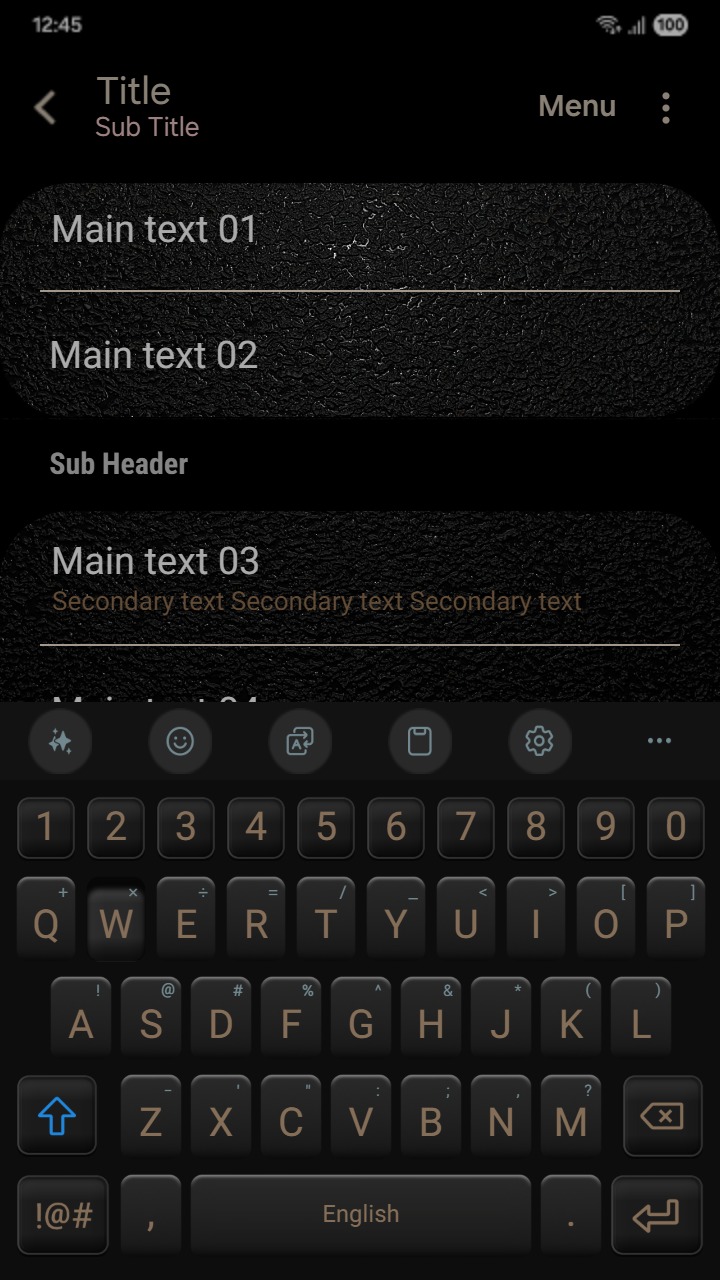 12:45
100
Title
Sub Title
Menu
Main text 01
Main text 02
Sub Header
Main text 03
Secondary text Secondary text Secondary text
1 2 3 4 5 6 7 8 9 0
+ × ÷ = / _ < > [ ]
Q W E R T Y U I O P
! @ # % ^ & * ( )
A S D F G H J K L
- ' " : ; , ?
Z X C V B N M
!@# , English .